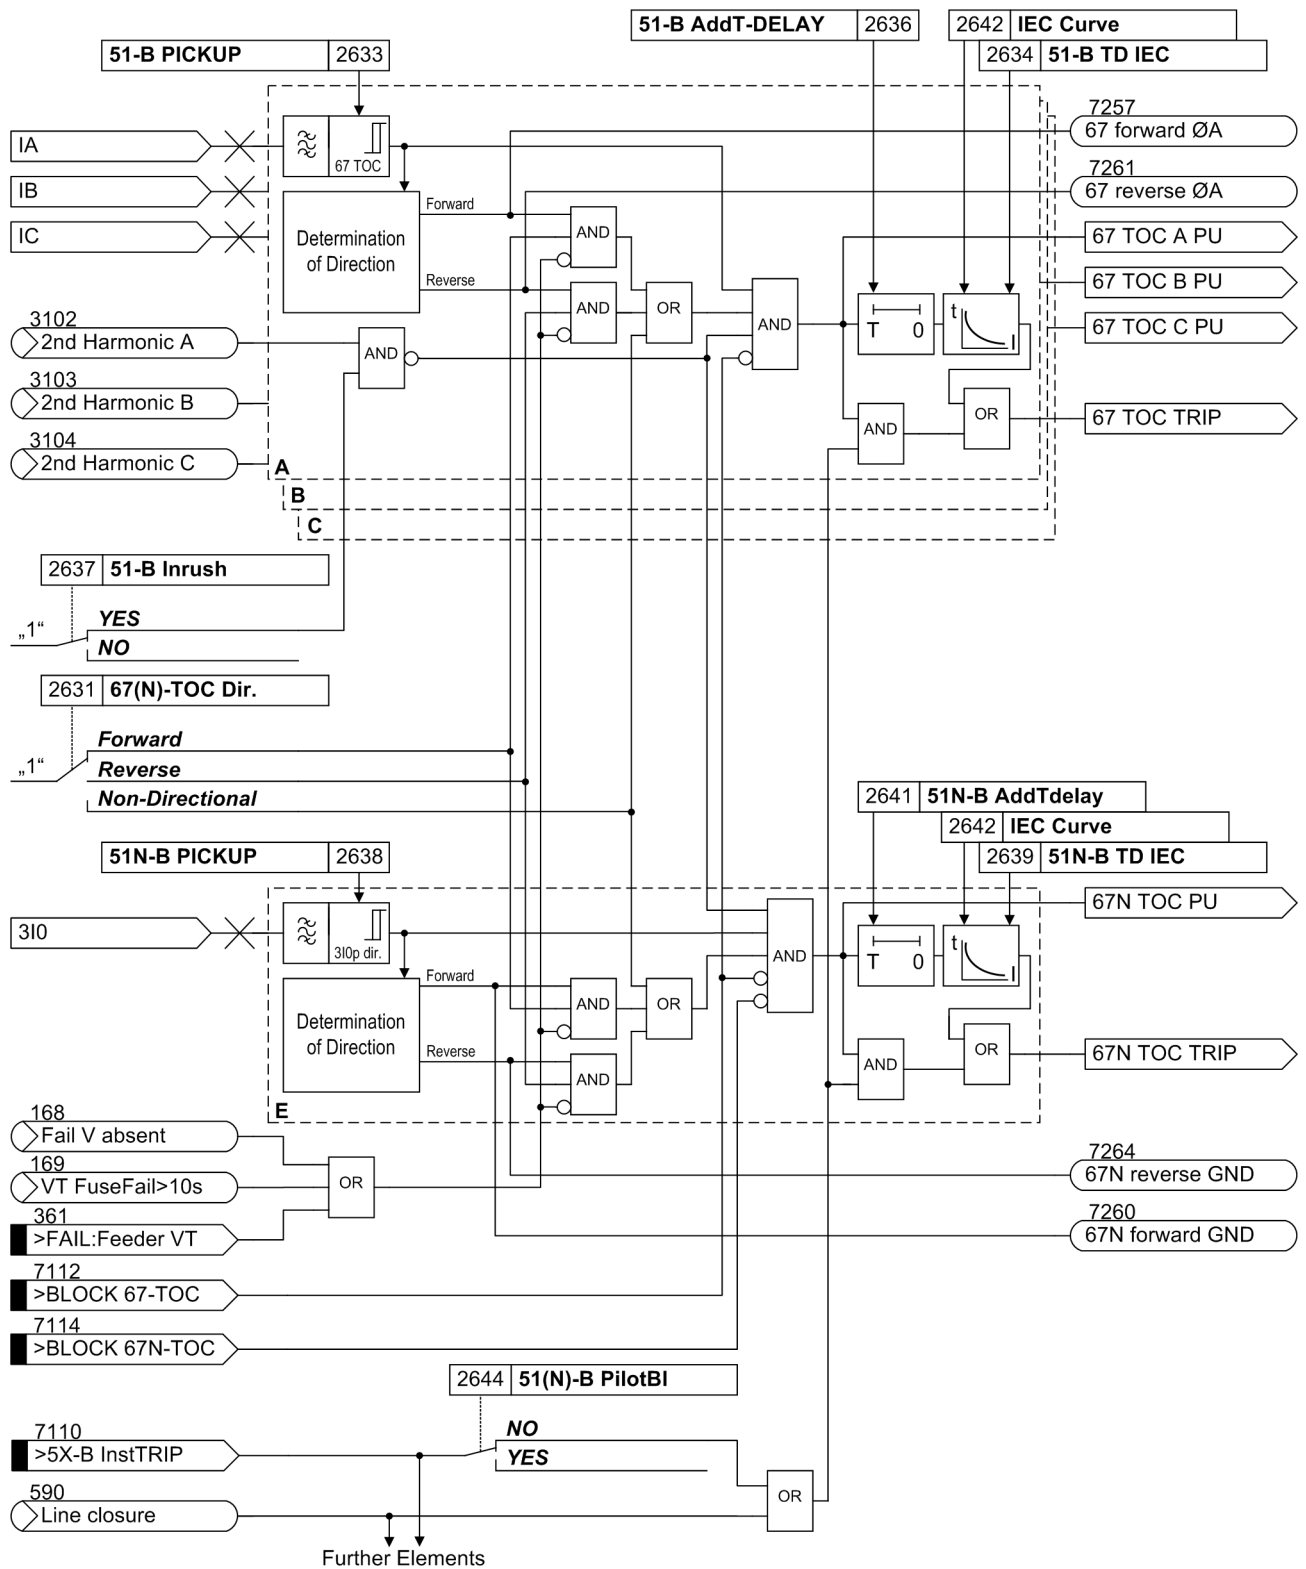 51-B AddT-DELAY 2636
2642 IEC Curve
51-B PICKUP 2633
2634 51-B TD IEC
7257
67 forward ØA
IA
67 TOC
7261
67 reverse ØA
IB
Forward
IC
Determination
of Direction
AND
67 TOC A PU
Reverse
67 TOC B PU
AND
OR
AND
T 0
t I
67 TOC C PU
3102
2nd Harmonic A
AND
3103
2nd Harmonic B
AND
OR
67 TOC TRIP
3104
2nd Harmonic C
A
B
C
2637 51-B Inrush
„1“
YES
NO
2631 67(N)-TOC Dir.
„1“
Forward
Reverse
Non-Directional
2641 51N-B AddTdelay
2642 IEC Curve
51N-B PICKUP 2638
2639 51N-B TD IEC
67N TOC PU
3I0
3I0p dir.
AND
T 0
t I
Forward
Determination
of Direction
AND
OR
Reverse
AND
AND
OR
67N TOC TRIP
E
168
Fail V absent
169
VT FuseFail>10s
OR
7264
67N reverse GND
361
>FAIL:Feeder VT
7260
67N forward GND
7112
>BLOCK 67-TOC
7114
>BLOCK 67N-TOC
2644 51(N)-B PilotBI
7110
>5X-B InstTRIP
NO
YES
590
Line closure
OR
Further Elements